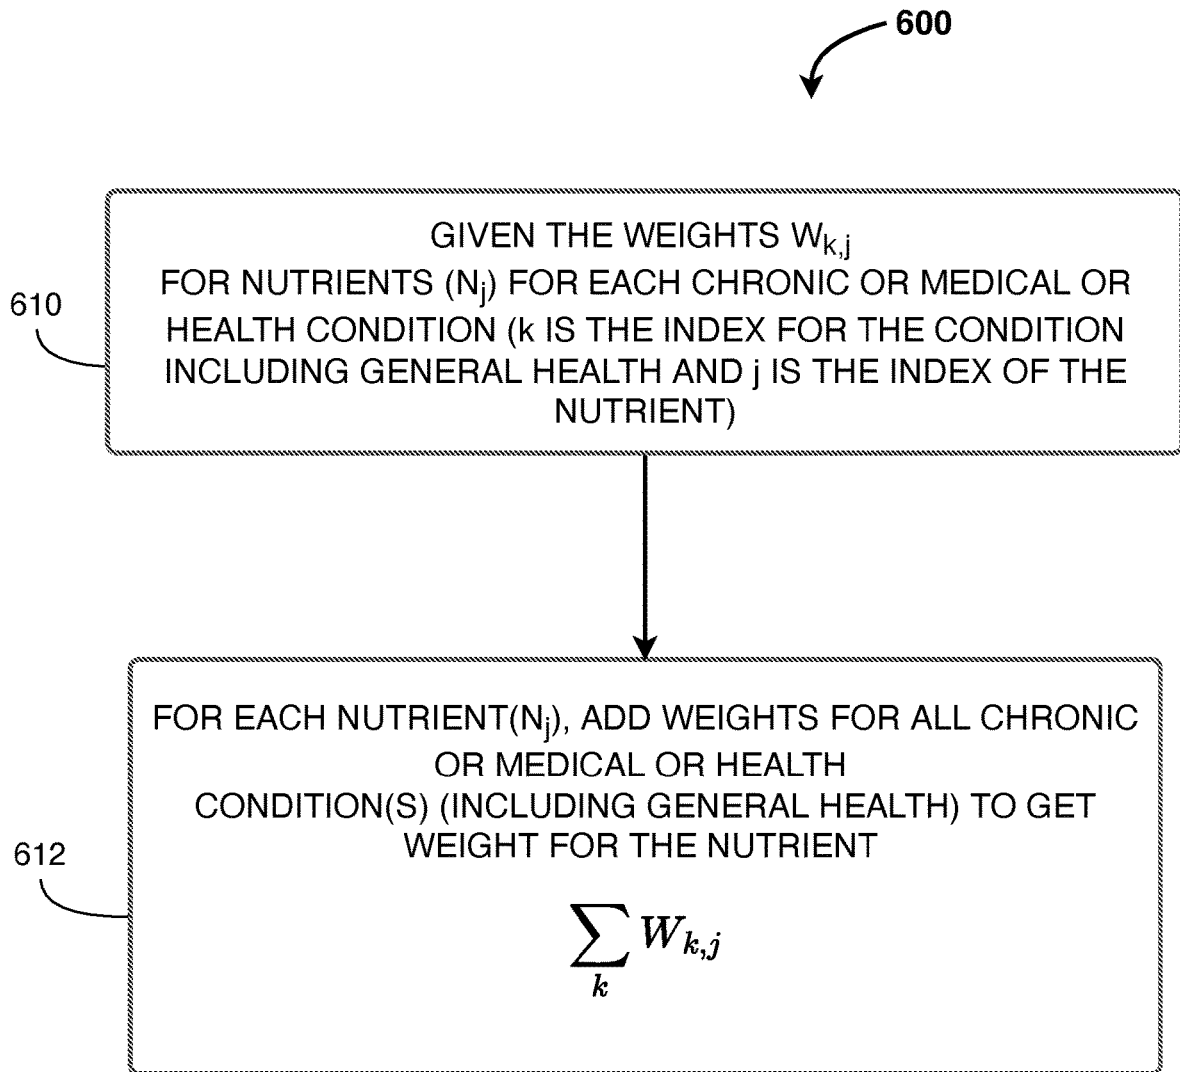 600
GIVEN THE WEIGHTS Wk,j
FOR NUTRIENTS (Nj) FOR EACH CHRONIC OR MEDICAL OR
HEALTH CONDITION (k IS THE INDEX FOR THE CONDITION
INCLUDING GENERAL HEALTH AND j IS THE INDEX OF THE
NUTRIENT)
610
FOR EACH NUTRIENT(Nj), ADD WEIGHTS FOR ALL CHRONIC
OR MEDICAL OR HEALTH
CONDITION(S) (INCLUDING GENERAL HEALTH) TO GET
WEIGHT FOR THE NUTRIENT
612
∑ Wk,j
k